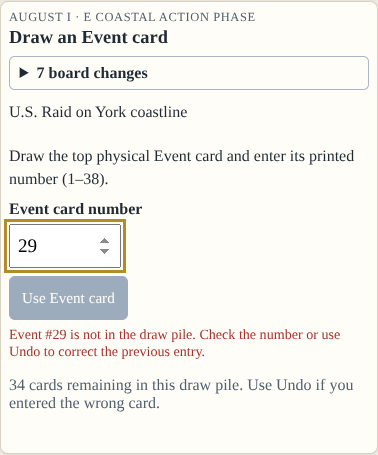 AUGUST I · E COASTAL ACTION PHASE
Draw an Event card
▶ 7 board changes
U.S. Raid on York coastline
Draw the top physical Event card and enter its printed
number (1–38).
Event card number
29
Use Event card
Event #29 is not in the draw pile. Check the number or use
Undo to correct the previous entry.
34 cards remaining in this draw pile. Use Undo if you
entered the wrong card.